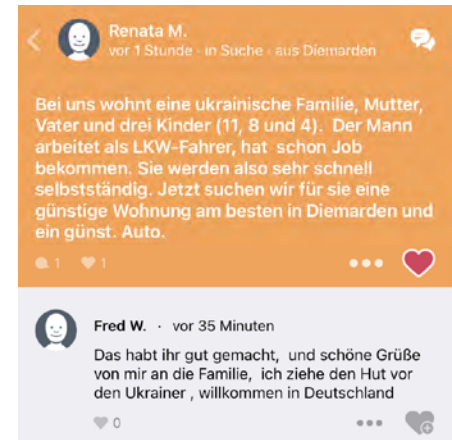 Renata M.
vor 1 Stunde · in Suche · aus Diemarden
Bei uns wohnt eine ukrainische Familie, Mutter,
Vater und drei Kinder (11, 8 und 4).  Der Mann
arbeitet als LKW-Fahrer, hat  schon Job
bekommen. Sie werden also sehr schnell
selbstständig. Jetzt suchen wir für sie eine
günstige Wohnung am besten in Diemarden und
ein günst. Auto.
1 1
Fred W. · vor 35 Minuten
Das habt ihr gut gemacht,  und schöne Grüße
von mir an die Familie,  ich ziehe den Hut vor
den Ukrainer , willkommen in Deutschland
0